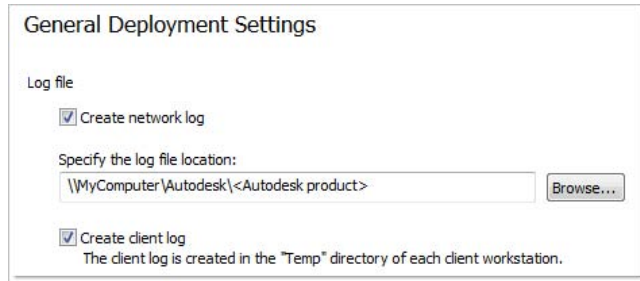 General Deployment Settings
Log file
Create network log
Specify the log file location:
\\MyComputer\Autodesk\<Autodesk product>
Browse...
Create client log
The client log is created in the "Temp" directory of each client workstation.